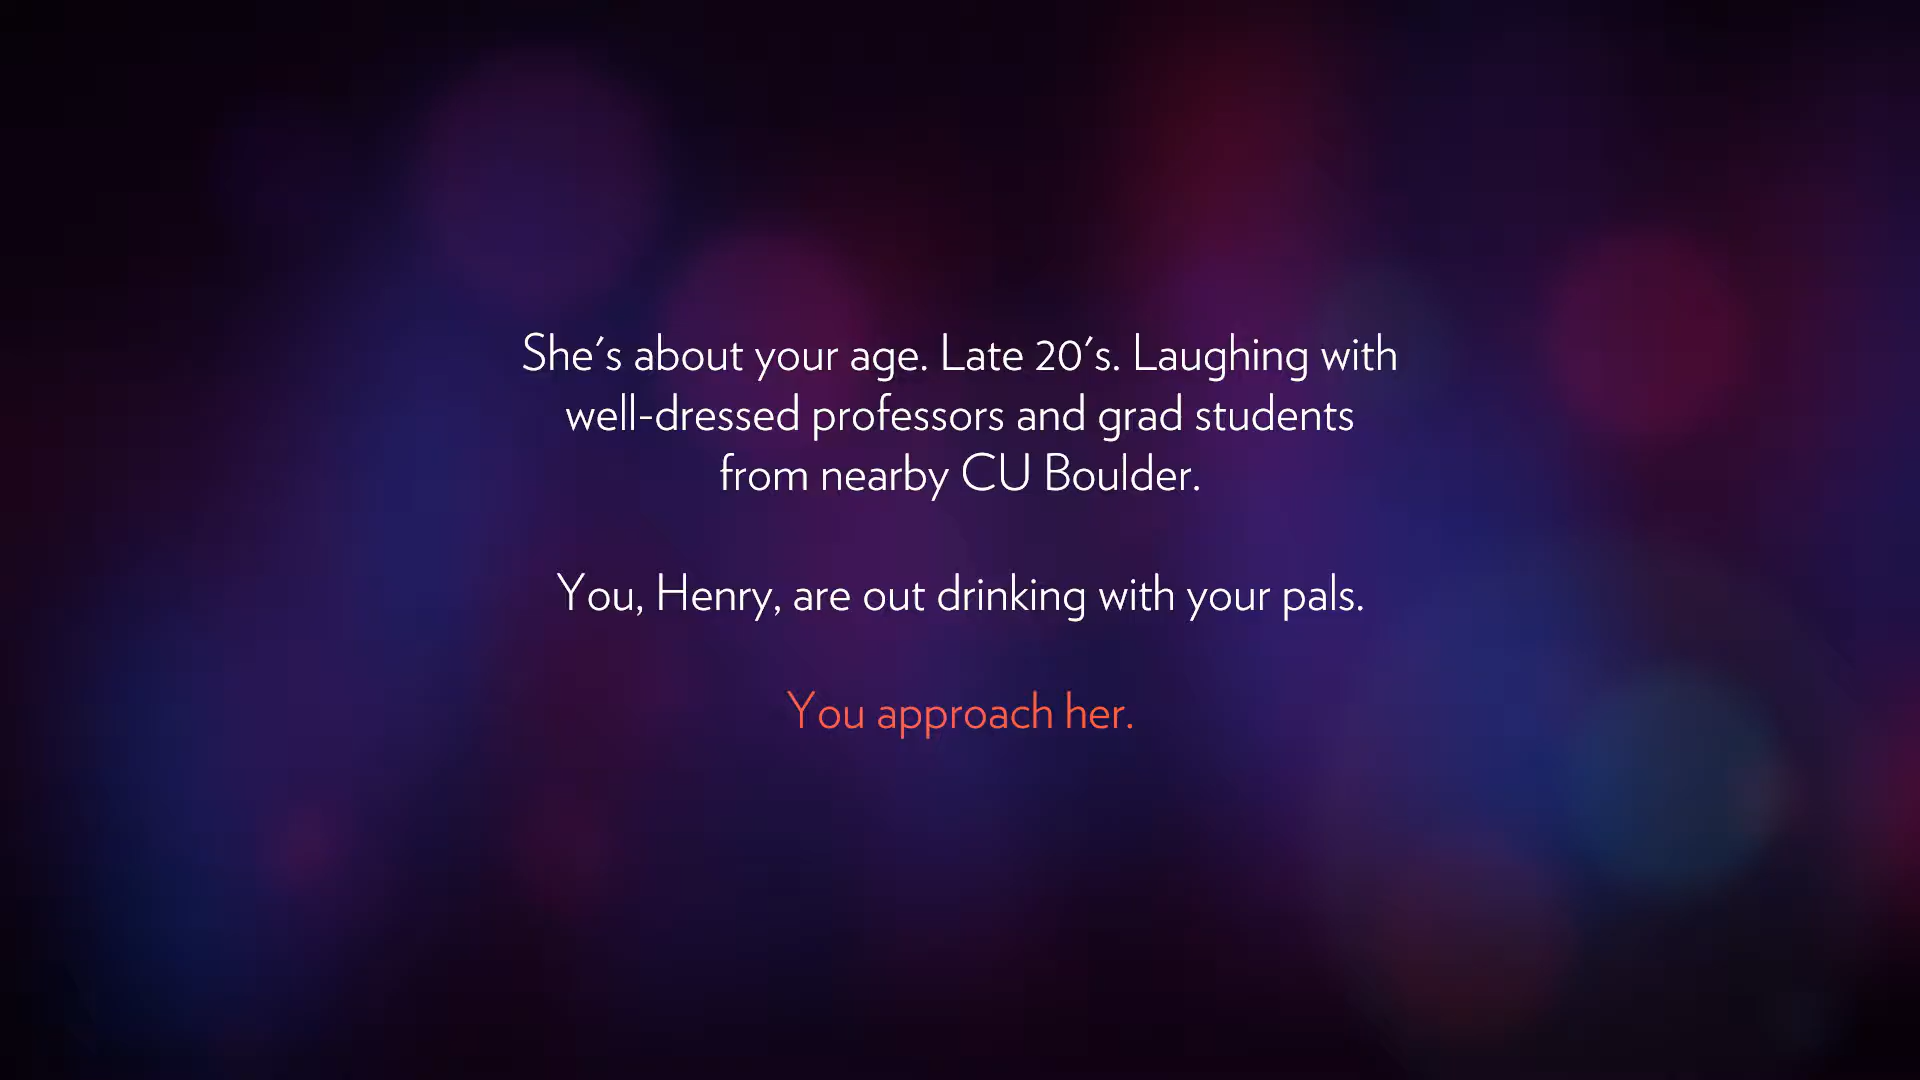 She's about your age. Late 20's. Laughing with
well-dressed professors and grad students
from nearby CU Boulder.
You, Henry, are out drinking with your pals.
You approach her.